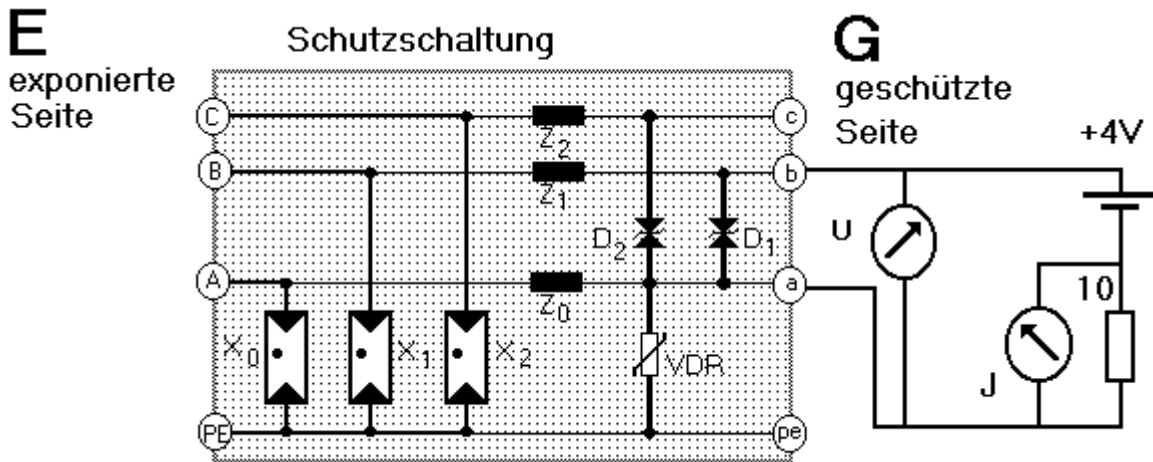 E
exponierte
Seite
Schutzschaltung
G
geschützte
Seite
+4V
C
Z2
c
B
Z1
b
D2
D1
U
A
Z0
a
10
X0
X1
X2
VDR
J
PE
pe